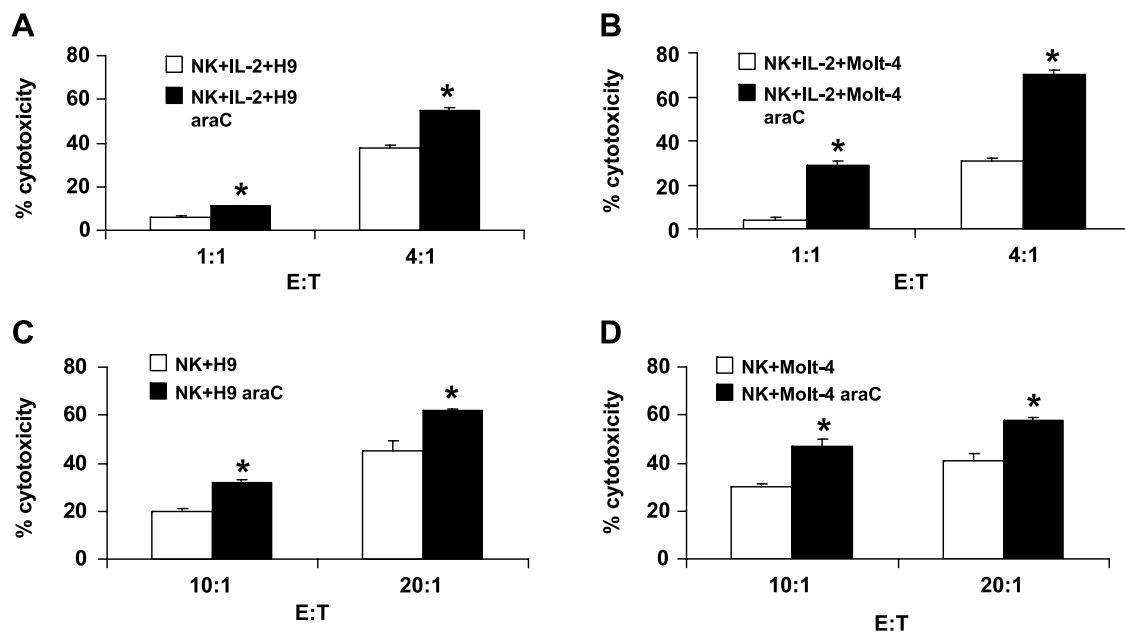 A
80
60
40
20
0
% cytotoxicity
NK+IL-2+H9
NK+IL-2+H9
araC
*
*
1:1
4:1
E:T
B
80
60
40
20
0
% cytotoxicity
NK+IL-2+Molt-4
NK+IL-2+Molt-4
araC
*
*
1:1
4:1
E:T
C
80
60
40
20
0
% cytotoxicity
NK+H9
NK+H9 araC
*
*
10:1
20:1
E:T
D
80
60
40
20
0
% cytotoxicity
NK+Molt-4
NK+Molt-4 araC
*
*
10:1
20:1
E:T